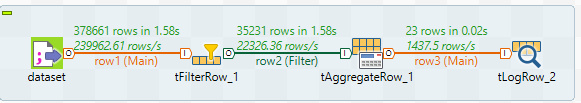 378661 rows in 1.58s
239962.61 rows/s
row1 (Main)
35231 rows in 1.58s
22326.36 rows/s
row2 (Filter)
23 rows in 0.02s
1437.5 rows/s
row3 (Main)
dataset
tFilterRow_1
tAggregateRow_1
tLogRow_2